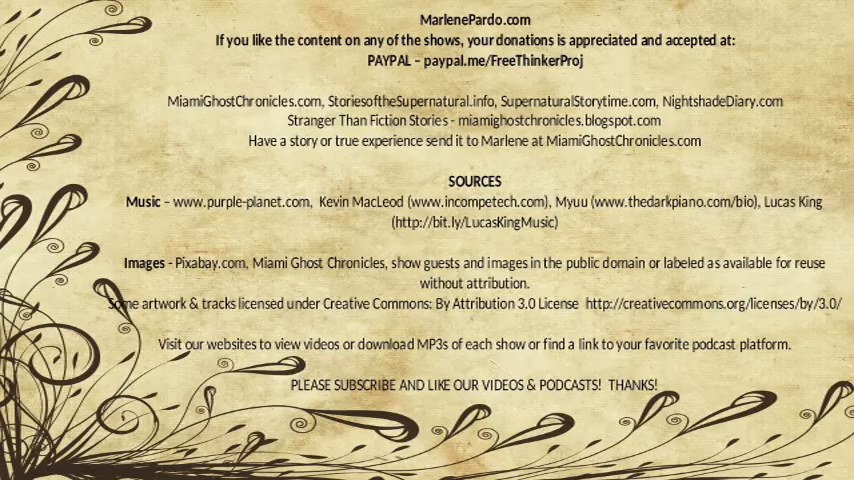 MarlenePardo.com
If you like the content on any of the shows, your donations is appreciated and accepted at:
PAYPAL – paypal.me/FreeThinkerProj
MiamiGhostChronicles.com, StoriesoftheSupernatural.info, SupernaturalStorytime.com, NightshadeDiary.com
Stranger Than Fiction Stories - miamighostchronicles.blogspot.com
Have a story or true experience send it to Marlene at MiamiGhostChronicles.com
SOURCES
Music – www.purple-planet.com, Kevin MacLeod (www.incompetech.com), Myuu (www.thedarkpiano.com/bio), Lucas King
(http://bit.ly/LucasKingMusic)
Images - Pixabay.com, Miami Ghost Chronicles, show guests and images in the public domain or labeled as available for reuse
without attribution.
Some artwork & tracks licensed under Creative Commons: By Attribution 3.0 License http://creativecommons.org/licenses/by/3.0/
Visit our websites to view videos or download MP3s of each show or find a link to your favorite podcast platform.
PLEASE SUBSCRIBE AND LIKE OUR VIDEOS & PODCASTS! THANKS!